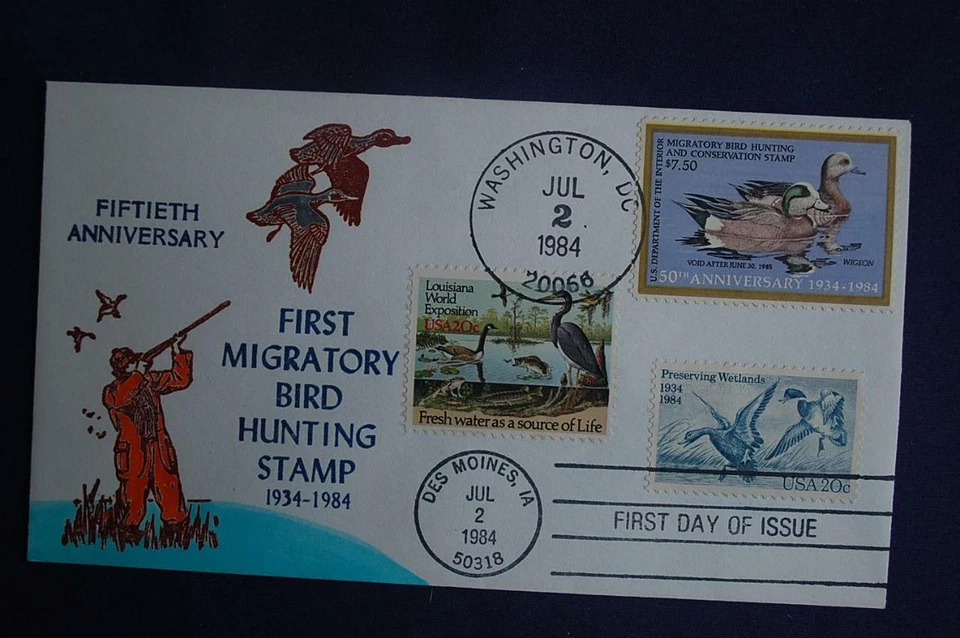 FIFTIETH
ANNIVERSARY
FIRST
MIGRATORY
BIRD
HUNTING
STAMP
1934-1984
WASHINGTON, DC
JUL
2
1984
20066
U.S. DEPARTMENT OF THE INTERIOR
MIGRATORY BIRD HUNTING
AND CONSERVATION STAMP
$7.50
VOID AFTER JUNE 30, 1985
WIGEON
50TH ANNIVERSARY 1934-1984
Louisiana
World
Exposition
USA 20c
Fresh water as a source of Life
Preserving Wetlands
1934
1984
USA 20c
DES MOINES, IA
JUL
2
1984
50318
FIRST DAY OF ISSUE